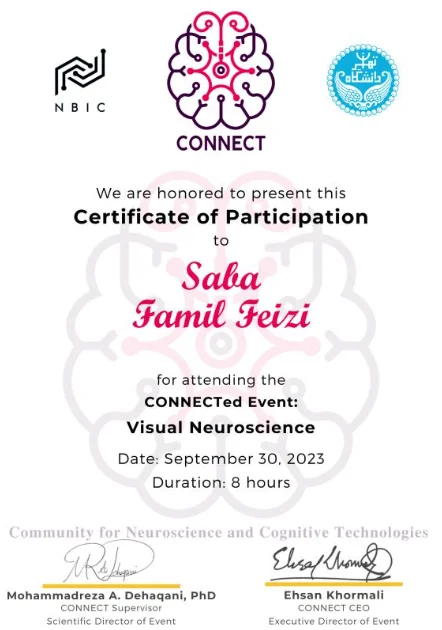 NBIC
CONNECT
دانشگاه تهران
We are honored to present this
Certificate of Participation
to
Saba
Famil Feizi
for attending the
CONNECTed Event:
Visual Neuroscience
Date: September 30, 2023
Duration: 8 hours
Community for Neuroscience and Cognitive Technologies
Mohammadreza A. Dehaqani, PhD
CONNECT Supervisor
Scientific Director of Event
Ehsan Khormali
CONNECT CEO
Executive Director of Event